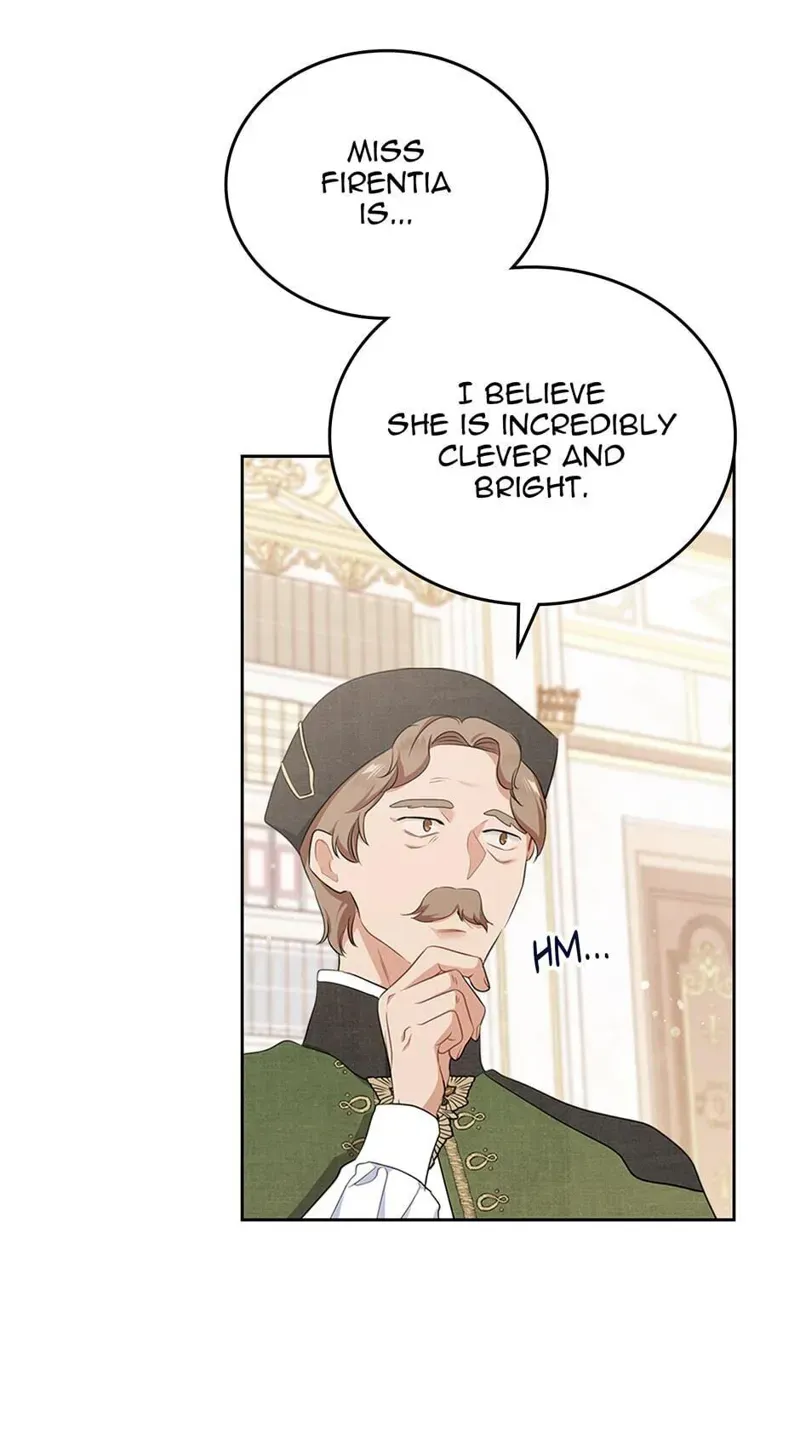 MISS
FIRENTIA
IS...
I BELIEVE
SHE IS INCREDIBLY
CLEVER AND
BRIGHT.
HM...